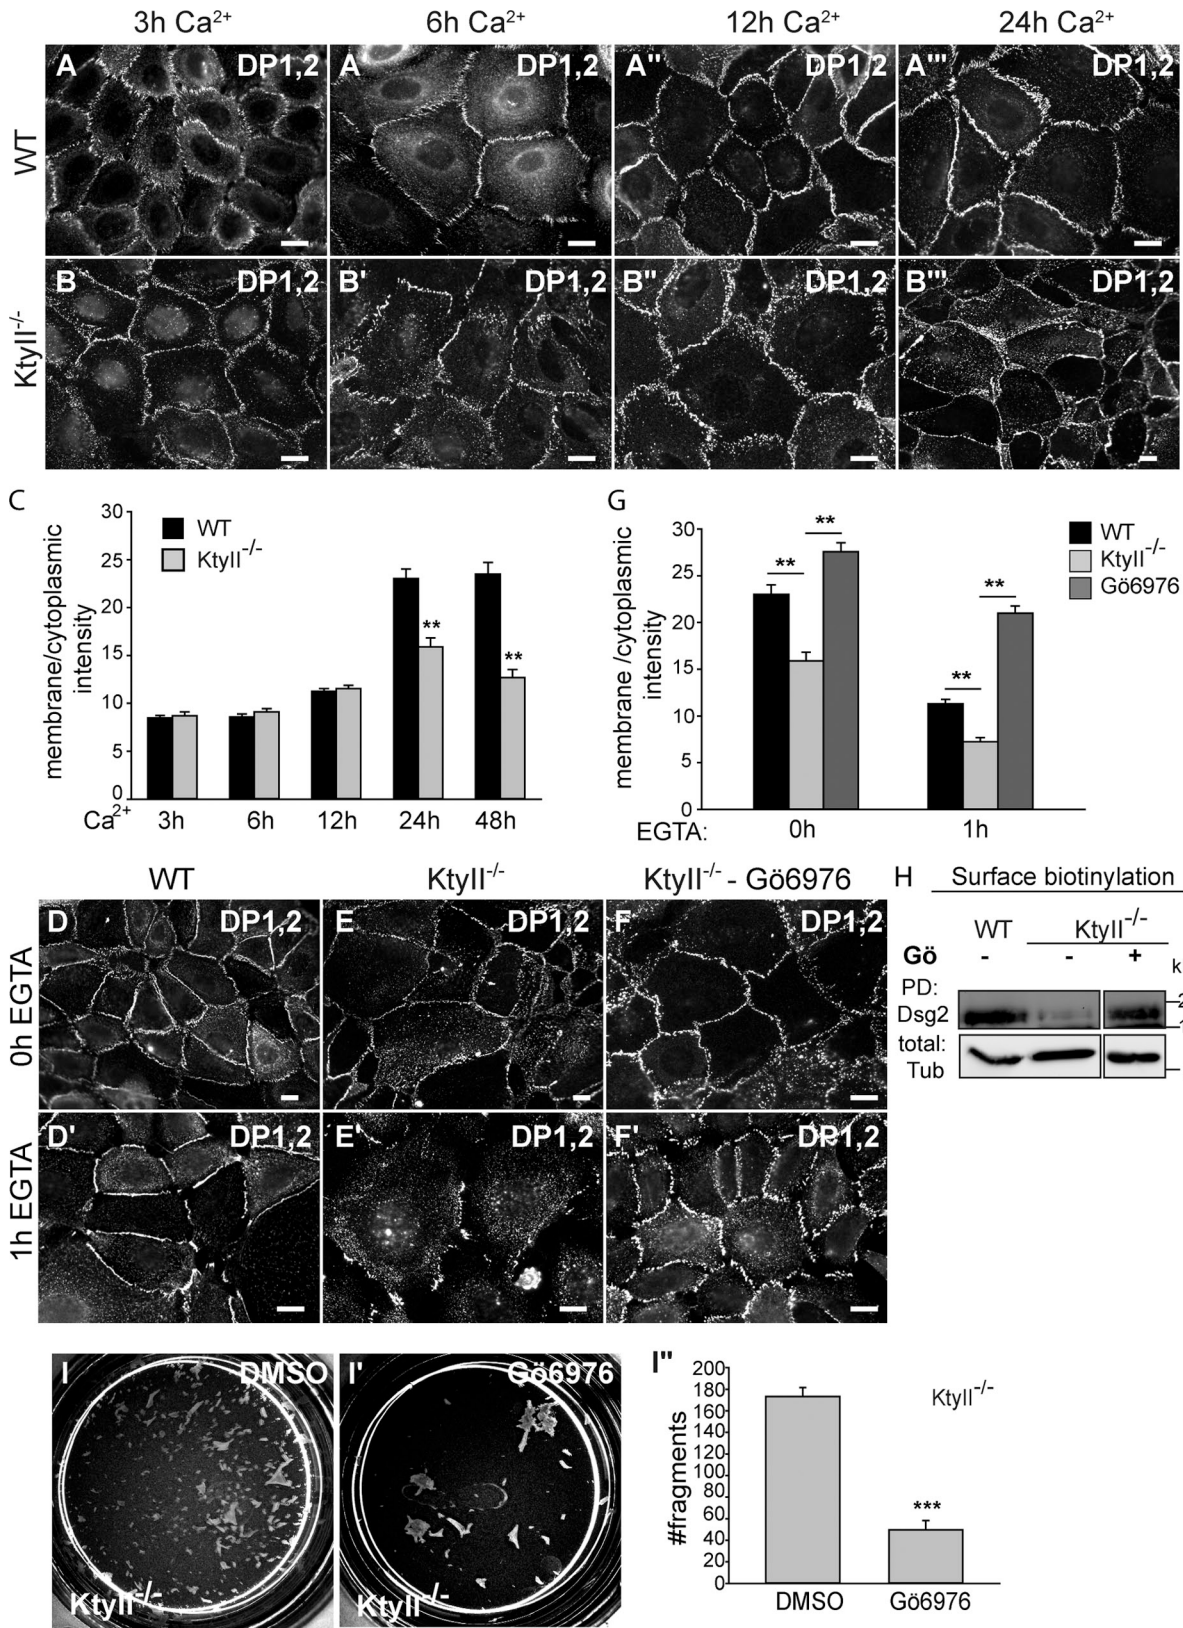 3h Ca²⁺ 6h Ca²⁺ 12h Ca²⁺ 24h Ca²⁺
WT
A DP1,2 A DP1,2 A" DP1,2 A''' DP1,2
KtyII⁻/⁻
B DP1,2 B' DP1,2 B" DP1,2 B''' DP1,2
C
membrane/cytoplasmic
intensity
30
25
20
15
10
5
0
WT
KtyII⁻/⁻
**
**
Ca²⁺ 3h 6h 12h 24h 48h
G
membrane /cytoplasmic
intensity
30
25
20
15
10
5
0
** **
** **
WT
KtyII⁻/⁻
Gö6976
EGTA: 0h 1h
WT KtyII⁻/⁻ KtyII⁻/⁻ - Gö6976
0h EGTA
D DP1,2 E DP1,2 F DP1,2
1h EGTA
D' DP1,2 E' DP1,2 F' DP1,2
H Surface biotinylation
WT KtyII⁻/⁻
Gö - - +
k
PD:
Dsg2
2
1
total:
Tub
I DMSO
KtyII⁻/⁻
I' Gö6976
KtyII⁻/⁻
I"
#fragments
200
180
160
140
120
100
80
60
40
20
0
KtyII⁻/⁻
***
DMSO Gö6976